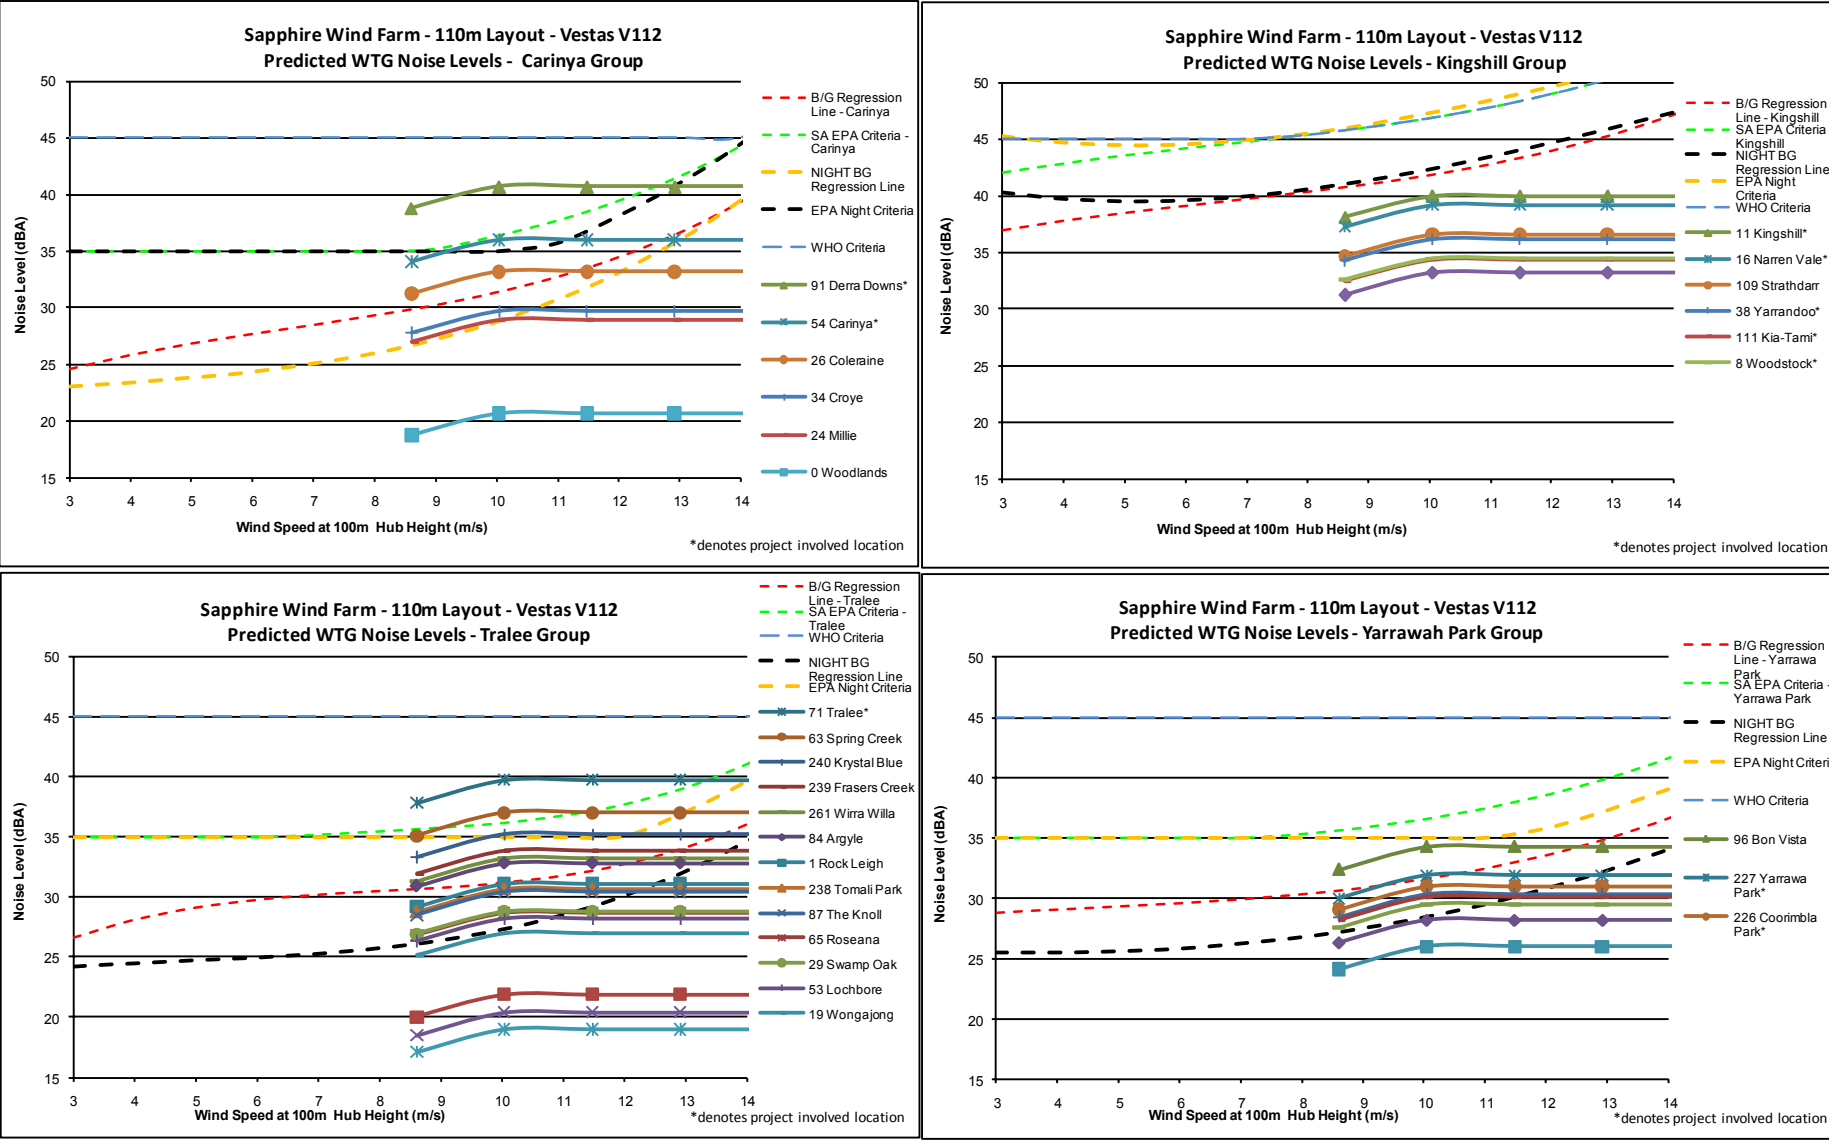 Sapphire Wind Farm - 110m Layout - Vestas V112
Predicted WTG Noise Levels - Carinya Group
50
45
40
35
30
25
20
15
Noise Level (dBA)
3 4 5 6 7 8 9 10 11 12 13 14
Wind Speed at 100m Hub Height (m/s)
B/G Regression
Line - Carinya
SA EPA Criteria -
Carinya
NIGHT BG
Regression Line
EPA Night Criteria
WHO Criteria
91 Derra Downs*
54 Carinya*
26 Coleraine
34 Croye
24 Millie
0 Woodlands
*denotes project involved location
Sapphire Wind Farm - 110m Layout - Vestas V112
Predicted WTG Noise Levels - Kingshill Group
50
45
40
35
30
25
20
15
Noise Level (dBA)
3 4 5 6 7 8 9 10 11 12 13 14
Wind Speed at 100m Hub Height (m/s)
B/G Regression
Line - Kingshill
SA EPA Criteria
Kingshill
NIGHT BG
Regression Line
EPA Night
Criteria
WHO Criteria
11 Kingshill*
16 Narren Vale*
109 Strathdarr
38 Yarrandoo*
111 Kia-Tami*
8 Woodstock*
*denotes project involved location
Sapphire Wind Farm - 110m Layout - Vestas V112
Predicted WTG Noise Levels - Tralee Group
50
45
40
35
30
25
20
15
Noise Level (dBA)
3 4 5 6 7 8 9 10 11 12 13 14
Wind Speed at 100m Hub Height (m/s)
B/G Regression
Line - Tralee
SA EPA Criteria -
Tralee
WHO Criteria
NIGHT BG
Regression Line
EPA Night Criteria
71 Tralee*
63 Spring Creek
240 Krystal Blue
239 Frasers Creek
261 Wirra Willa
84 Argyle
1 Rock Leigh
238 Tomali Park
87 The Knoll
65 Roseana
29 Swamp Oak
53 Lochbore
19 Wongajong
*denotes project involved location
Sapphire Wind Farm - 110m Layout - Vestas V112
Predicted WTG Noise Levels - Yarrawah Park Group
50
45
40
35
30
25
20
15
Noise Level (dBA)
3 4 5 6 7 8 9 10 11 12 13 14
Wind Speed at 100m Hub Height (m/s)
B/G Regression
Line - Yarrawa
Park
SA EPA Criteria -
Yarrawa Park
NIGHT BG
Regression Line
EPA Night Criteri
WHO Criteria
96 Bon Vista
227 Yarrawa
Park*
226 Coorimbla
Park*
*denotes project involved location